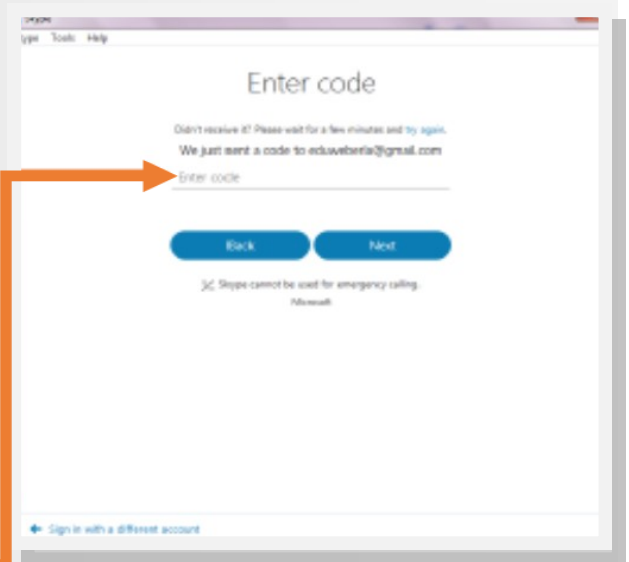 Skype
Tools Help
Enter code
Didn't receive it? Please wait for a few minutes and try again.
We just sent a code to eduweberla@gmail.com
Enter code
Back Next
Skype cannot be used for emergency calling.
Microsoft
Sign in with a different account